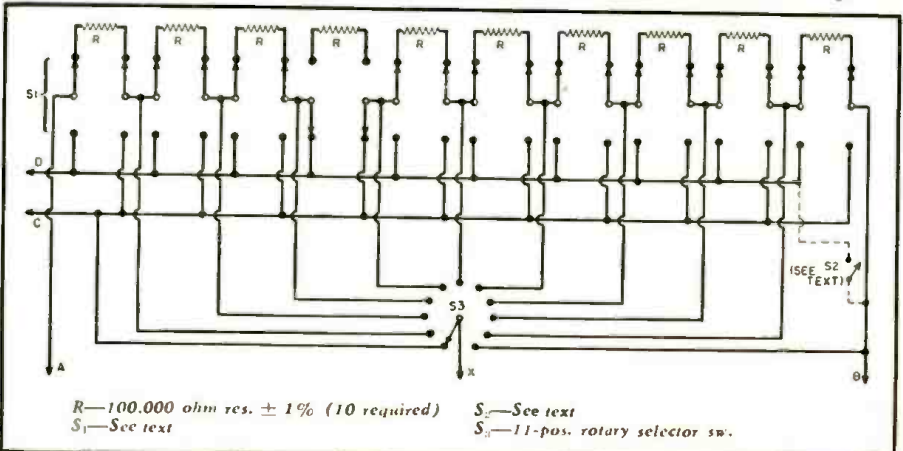 R R R R R R R R R R
S1
D
C
S2
(SEE TEXT)
S3
A X B
R—100.000 ohm res. ± 1% (10 required)
S₁—See text
S₂—See text
S₃—11-pos. rotary selector sw.